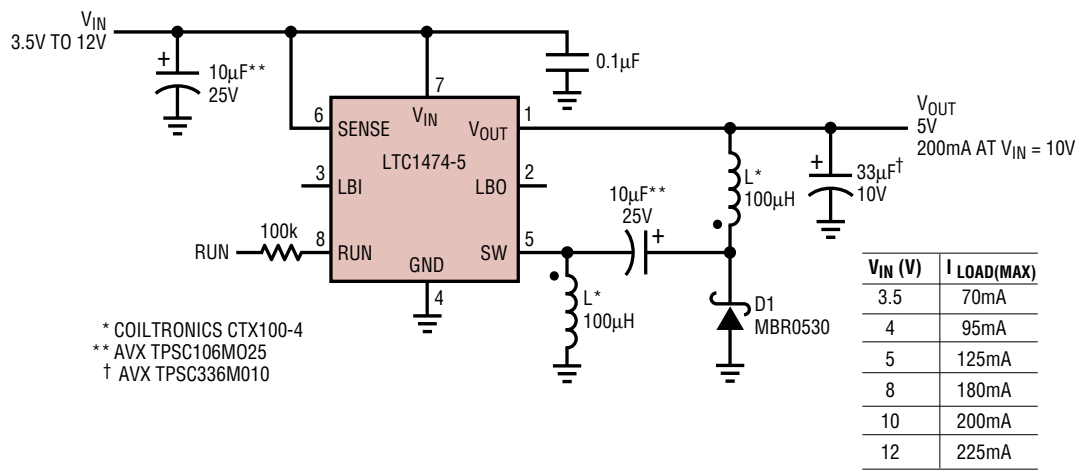 VIN
3.5V TO 12V
+
10µF**
25V
0.1µF
7
6
SENSE
VIN
VOUT
1
LTC1474-5
3
LBI
LBO
2
RUN
100k
8
RUN
GND
SW
5
4
VOUT
5V
200mA AT VIN = 10V
+
33µF†
10V
L*
100µH
10µF**
25V
+
L*
100µH
D1
MBR0530
* COILTRONICS CTX100-4
** AVX TPSC106MO25
† AVX TPSC336M010
VIN (V) I LOAD(MAX)
3.5 70mA
4 95mA
5 125mA
8 180mA
10 200mA
12 225mA